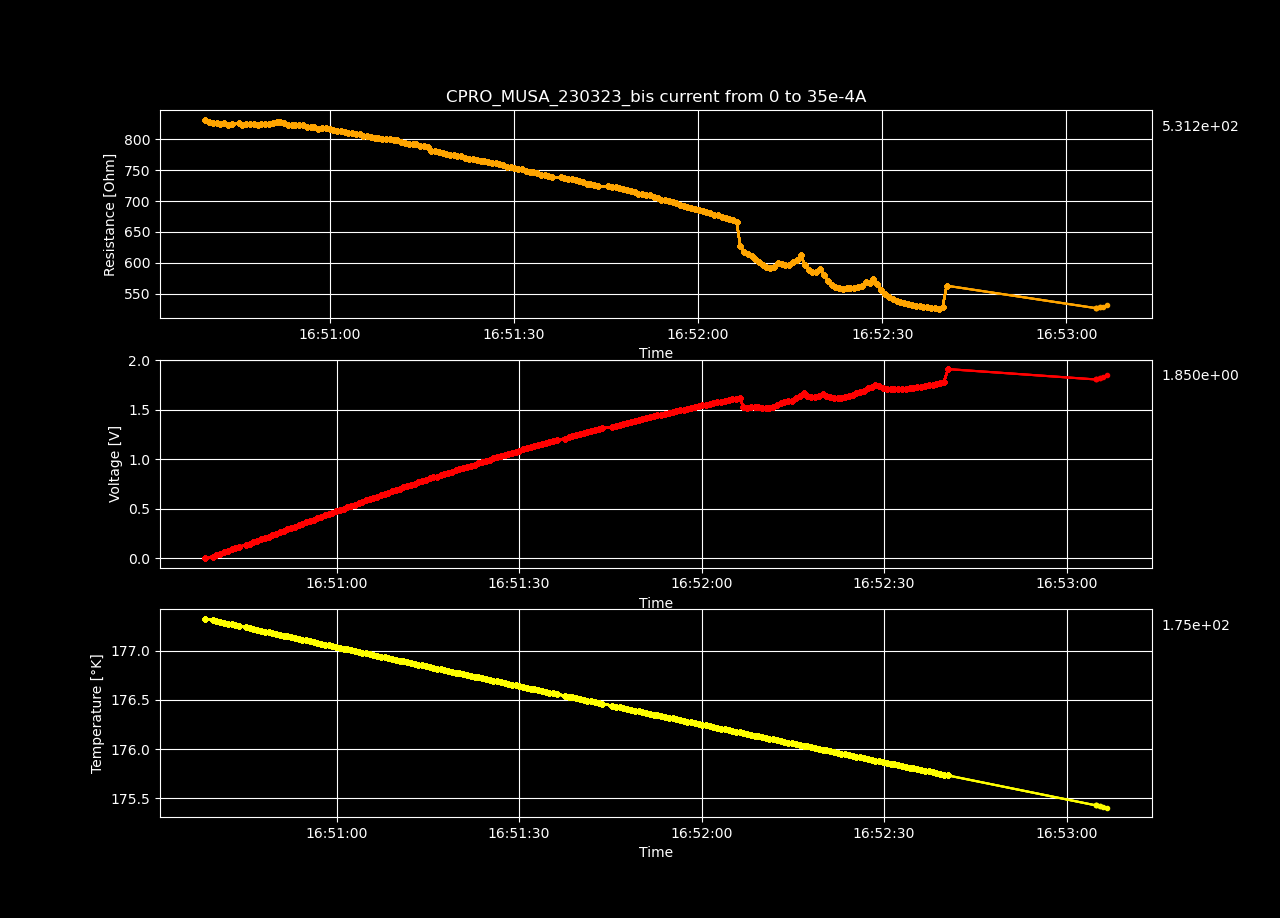 CPRO_MUSA_230323_bis current from 0 to 35e-4A
5.312e+02
Resistance [Ohm]
800
750
700
650
600
550
16:51:00 16:51:30 16:52:00 16:52:30 16:53:00
Time
1.850e+00
Voltage [V]
2.0
1.5
1.0
0.5
0.0
16:51:00 16:51:30 16:52:00 16:52:30 16:53:00
Time
1.75e+02
Temperature [°K]
177.0
176.5
176.0
175.5
16:51:00 16:51:30 16:52:00 16:52:30 16:53:00
Time